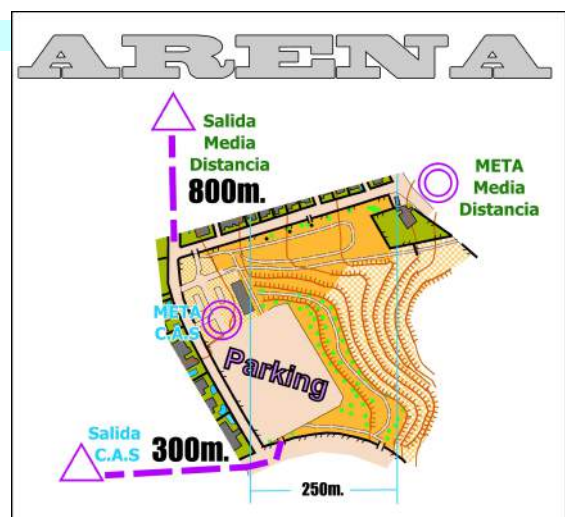 ARENA
Salida
Media
Distancia
800m.
META
Media
Distancia
META
C.A.S
Parking
Salida
C.A.S
300m.
250m.